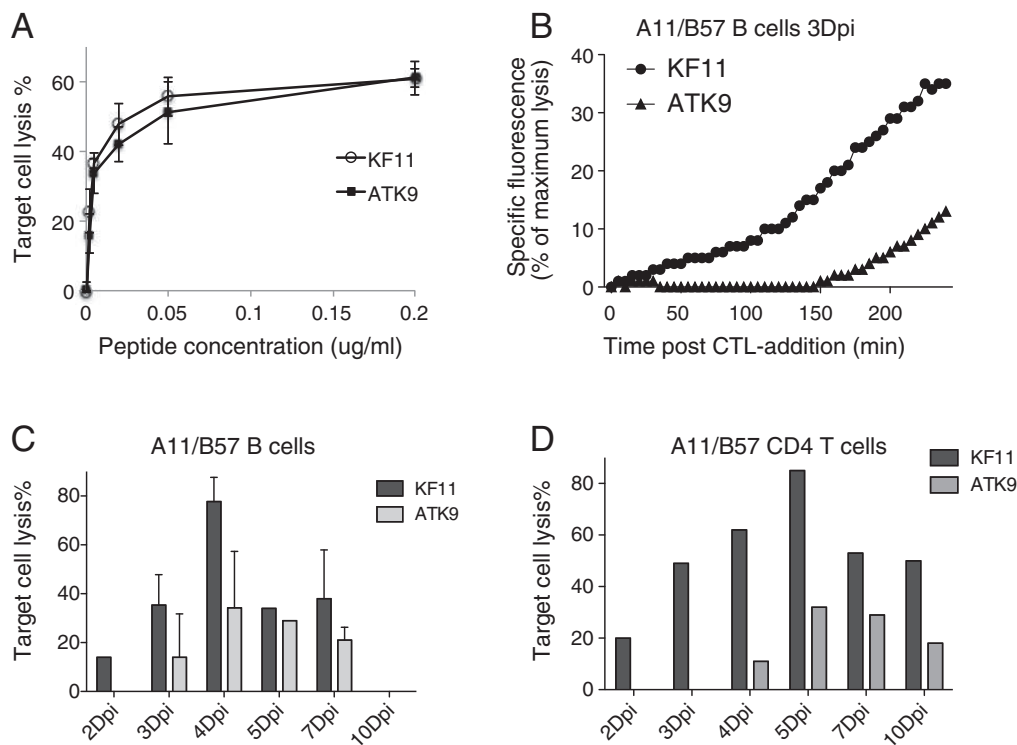 A
Target cell lysis %
60
40
20
0
KF11
ATK9
0
0.05
0.1
0.15
0.2
Peptide concentration (ug/ml)
B
A11/B57 B cells 3Dpi
Specific fluorescence
(% of maximum lysis)
40
30
20
10
0
KF11
ATK9
0
50
100
150
200
Time post CTL-addition (min)
C
A11/B57 B cells
Target cell lysis%
80
60
40
20
0
KF11
ATK9
2Dpi
3Dpi
4Dpi
5Dpi
7Dpi
10Dpi
D
A11/B57 CD4 T cells
Target cell lysis%
80
60
40
20
0
KF11
ATK9
2Dpi
3Dpi
4Dpi
5Dpi
7Dpi
10Dpi